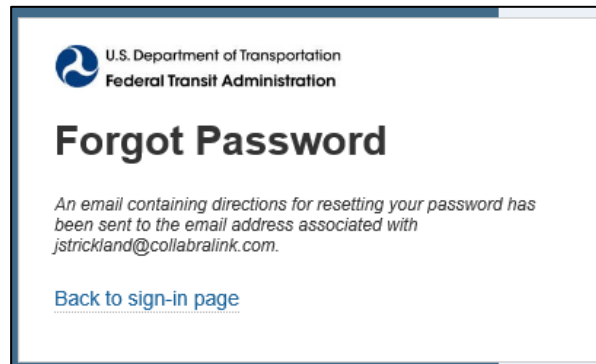 U.S. Department of Transportation
Federal Transit Administration
Forgot Password
An email containing directions for resetting your password has
been sent to the email address associated with
jstrickland@collabralink.com.
Back to sign-in page